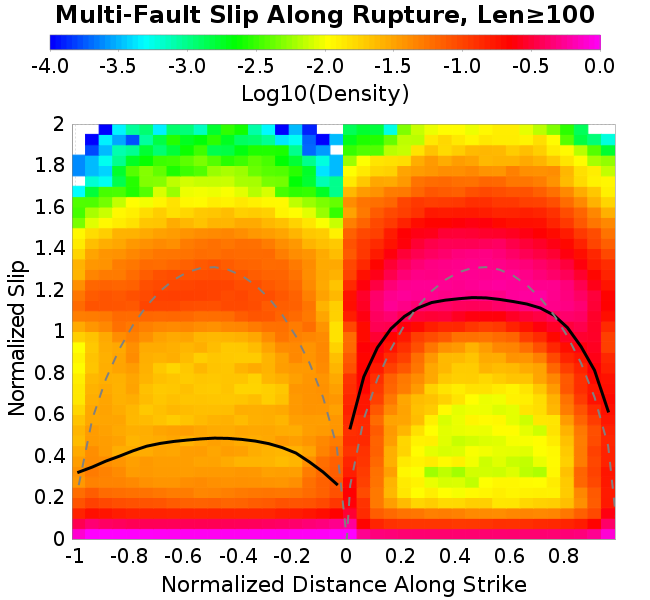 Multi-Fault Slip Along Rupture, Len≥100
-4.0 -3.5 -3.0 -2.5 -2.0 -1.5 -1.0 -0.5 0.0
Log10(Density)
2
1.8
1.6
1.4
1.2
1
0.8
0.6
0.4
0.2
0
Normalized Slip
-1 -0.8 -0.6 -0.4 -0.2 0 0.2 0.4 0.6 0.8
Normalized Distance Along Strike